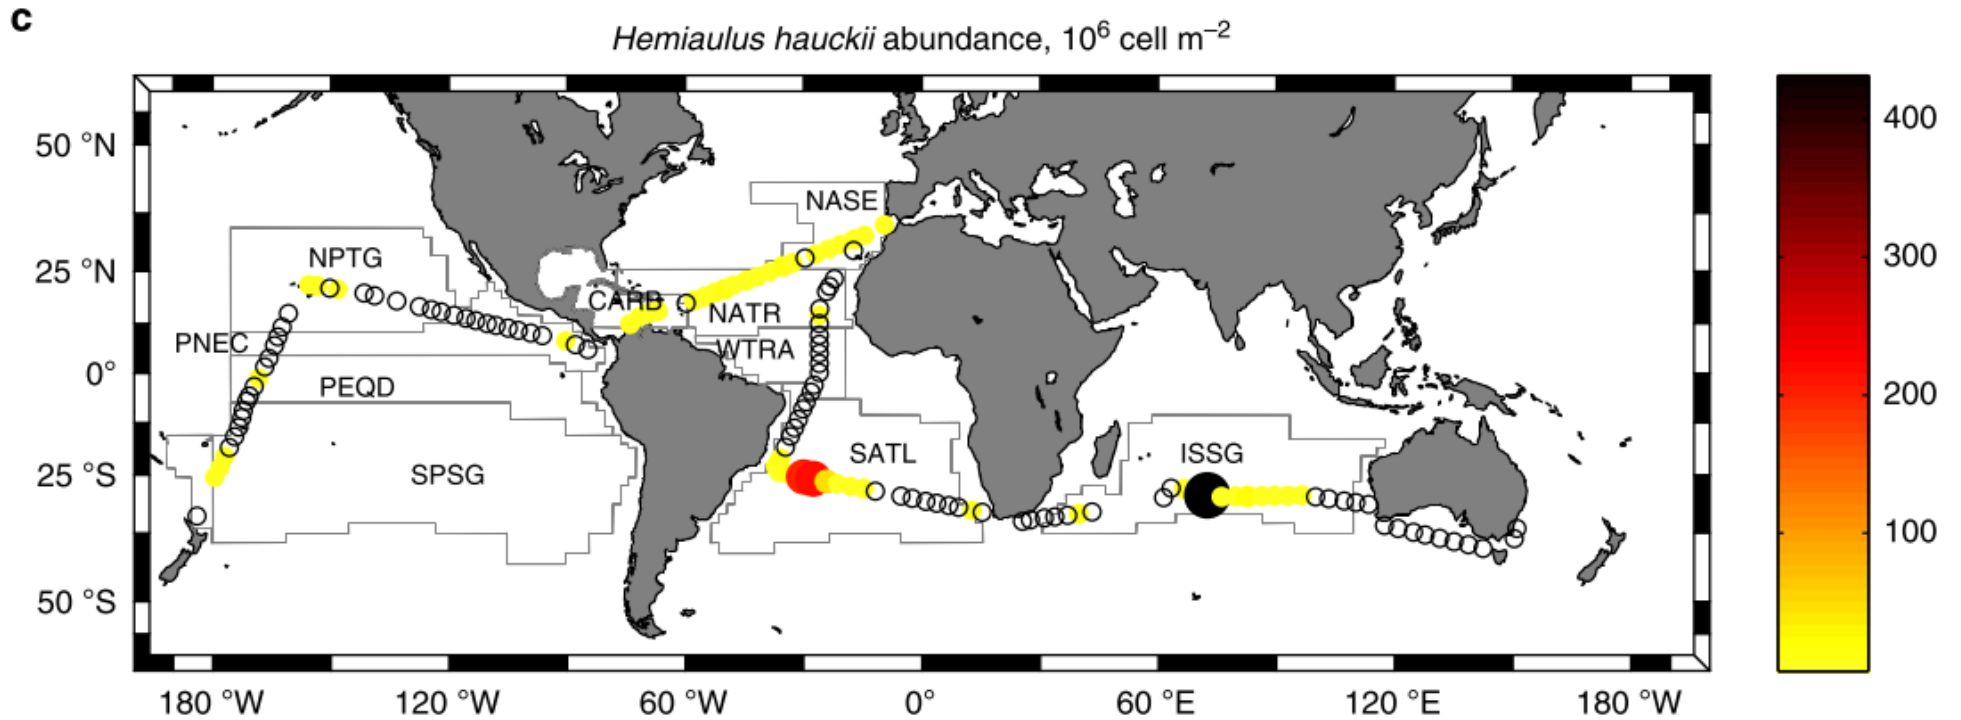 c
Hemiaulus hauckii abundance, 10⁶ cell m⁻²
50 °N
25 °N
0°
25 °S
50 °S
NASE
NPTG
CARB
NATR
PNEC
WTRA
PEQD
SATL
ISSG
SPSG
180 °W
120 °W
60 °W
0°
60 °E
120 °E
180 °W
400
300
200
100